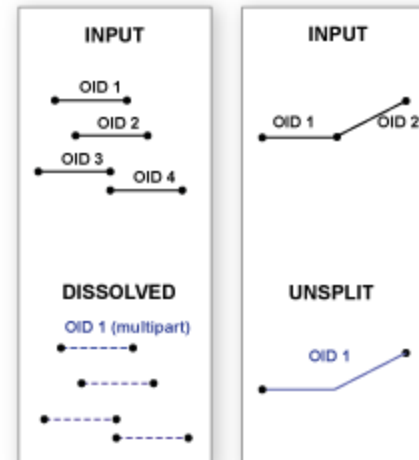 INPUT
OID 1
OID 2
OID 3
OID 4
DISSOLVED
OID 1 (multipart)
INPUT
OID 1
OID 2
UNSPLIT
OID 1